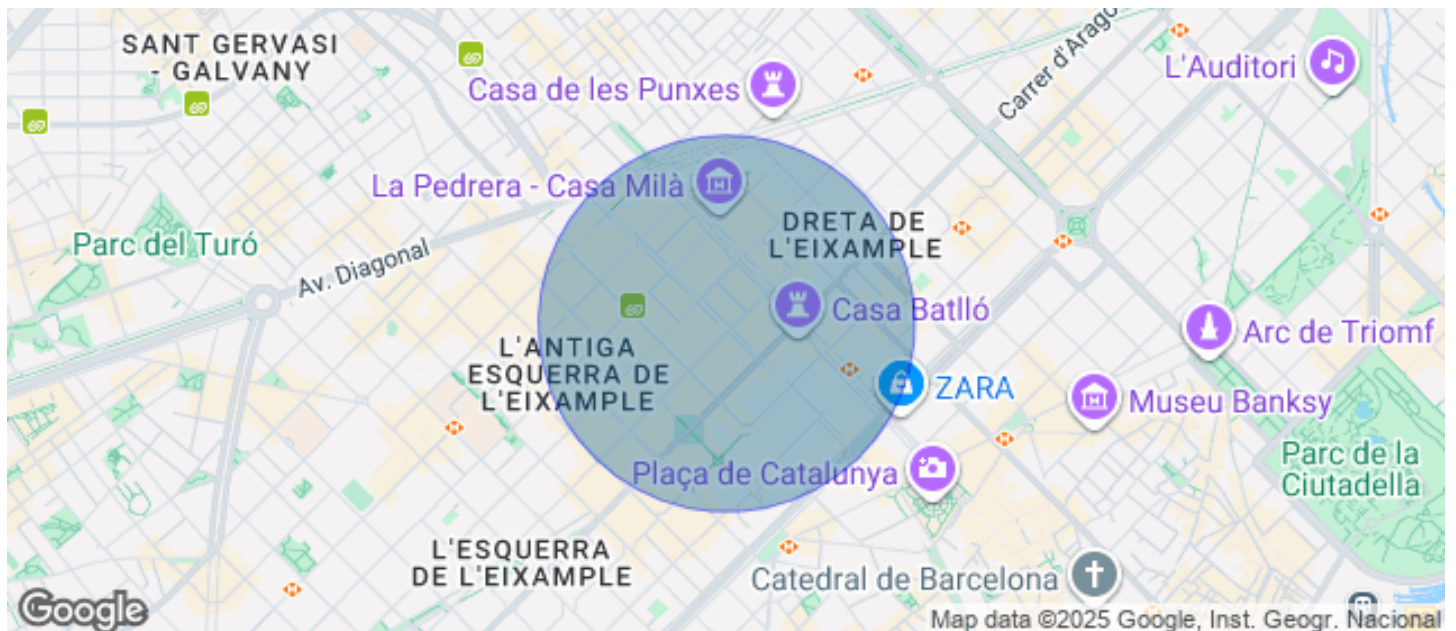 SANT GERVASI
- GALVANY
Casa de les Punxes
Carrer d'Arago
L'Auditori
La Pedrera - Casa Milà
DRETA DE
L'EIXAMPLE
Parc del Turó
Av. Diagonal
Casa Batlló
Arc de Triomf
L'ANTIGA
ESQUERRA DE
L'EIXAMPLE
ZARA
Museu Banksy
Plaça de Catalunya
Parc de la
Ciutadella
L'ESQUERRA
DE L'EIXAMPLE
Catedral de Barcelona
Google
Map data ©2025 Google, Inst. Geogr. Nacional